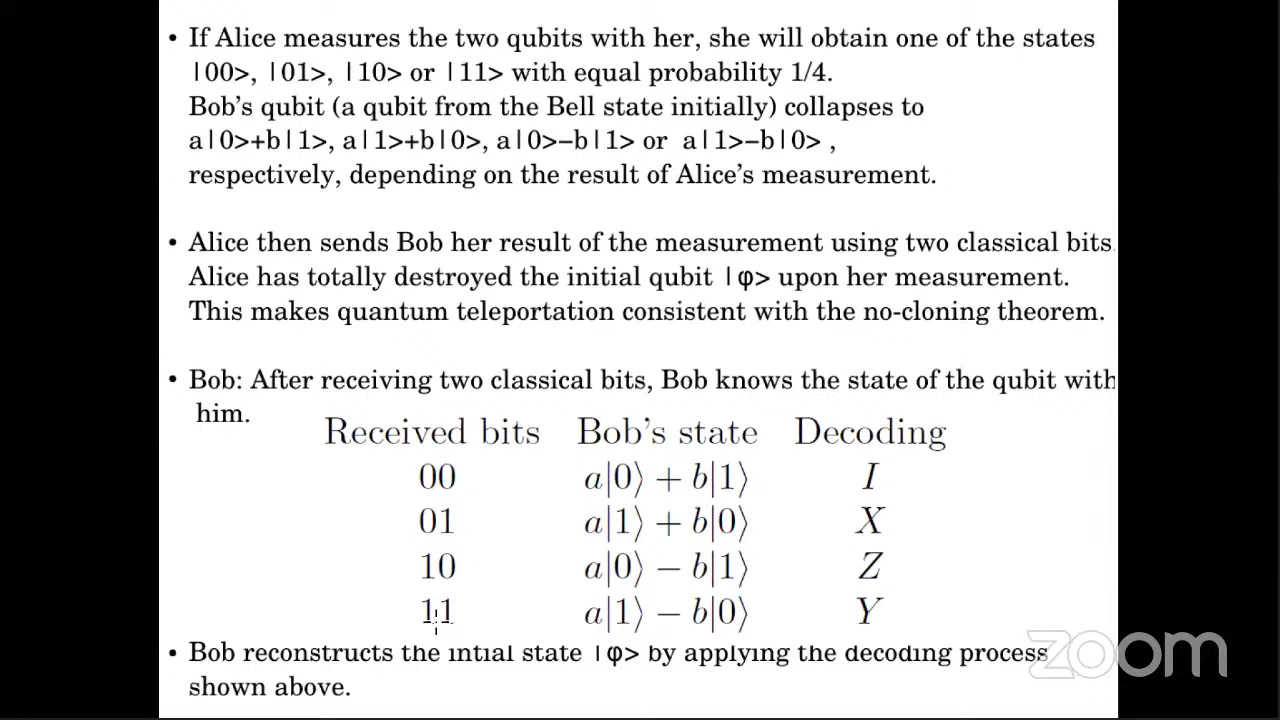 • If Alice measures the two qubits with her, she will obtain one of the states
|00>, |01>, |10> or |11> with equal probability 1/4.
Bob's qubit (a qubit from the Bell state initially) collapses to
a|0>+b|1>, a|1>+b|0>, a|0>−b|1> or a|1>−b|0> ,
respectively, depending on the result of Alice's measurement.
• Alice then sends Bob her result of the measurement using two classical bits
Alice has totally destroyed the initial qubit |φ> upon her measurement.
This makes quantum teleportation consistent with the no-cloning theorem.
• Bob: After receiving two classical bits, Bob knows the state of the qubit with
him.
Received bits Bob's state Decoding
00 a|0⟩ + b|1⟩ I
01 a|1⟩ + b|0⟩ X
10 a|0⟩ − b|1⟩ Z
11 a|1⟩ − b|0⟩ Y
• Bob reconstructs the intial state |φ> by applying the decoding process
shown above.
zoom